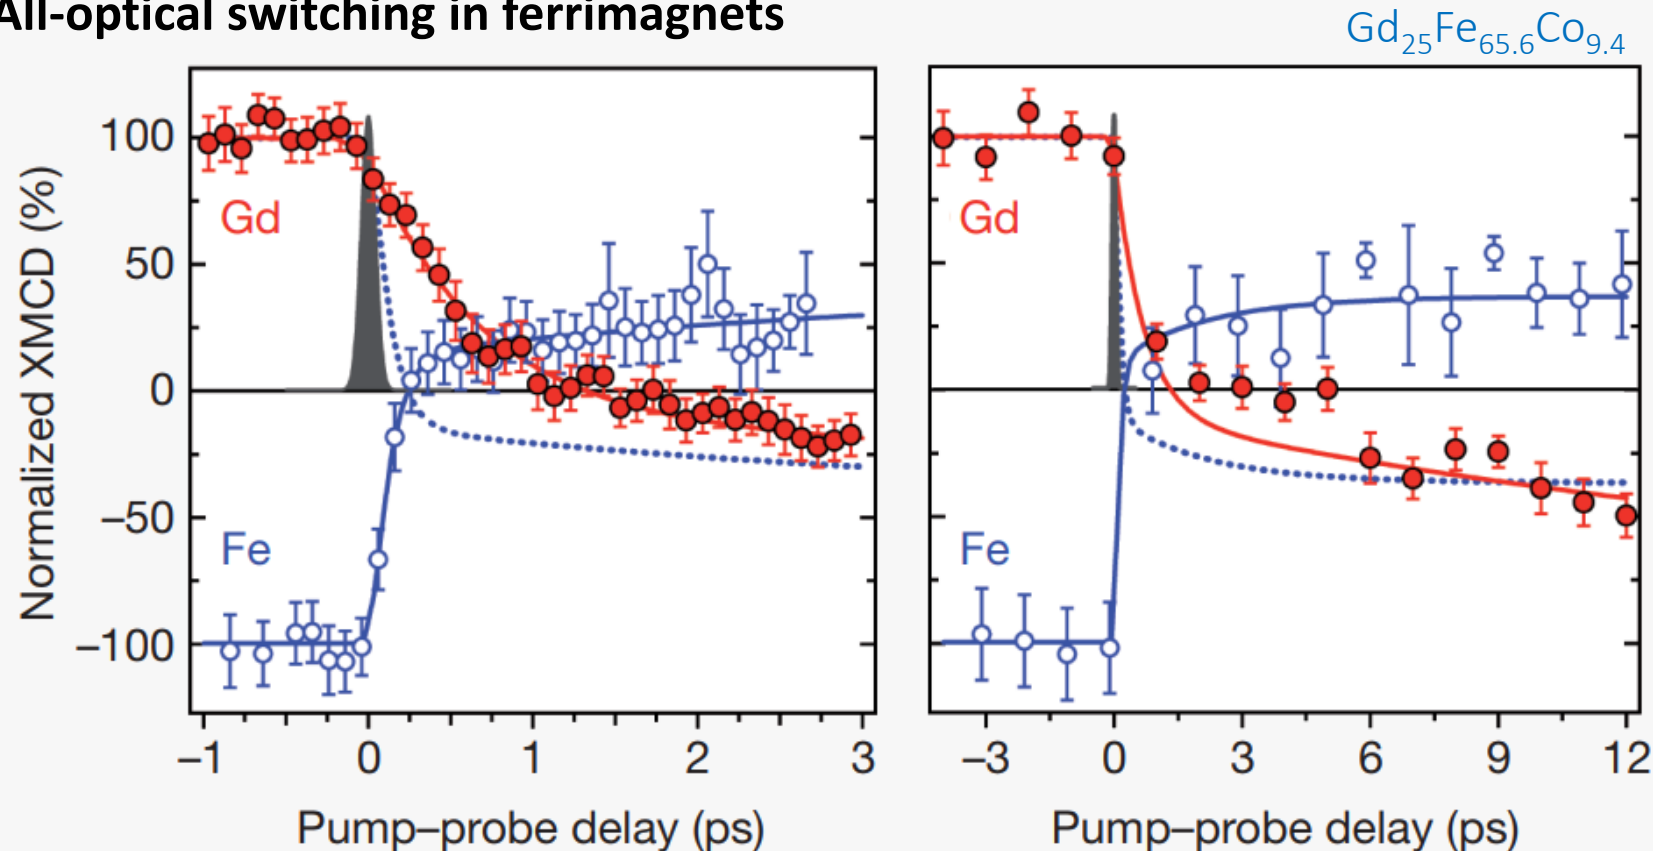 All-optical switching in ferrimagnets
Gd25Fe65.6Co9.4
Normalized XMCD (%)
100
50
0
−50
−100
Gd
Fe
−1 0 1 2 3
Pump–probe delay (ps)
Gd
Fe
−3 0 3 6 9 12
Pump–probe delay (ps)